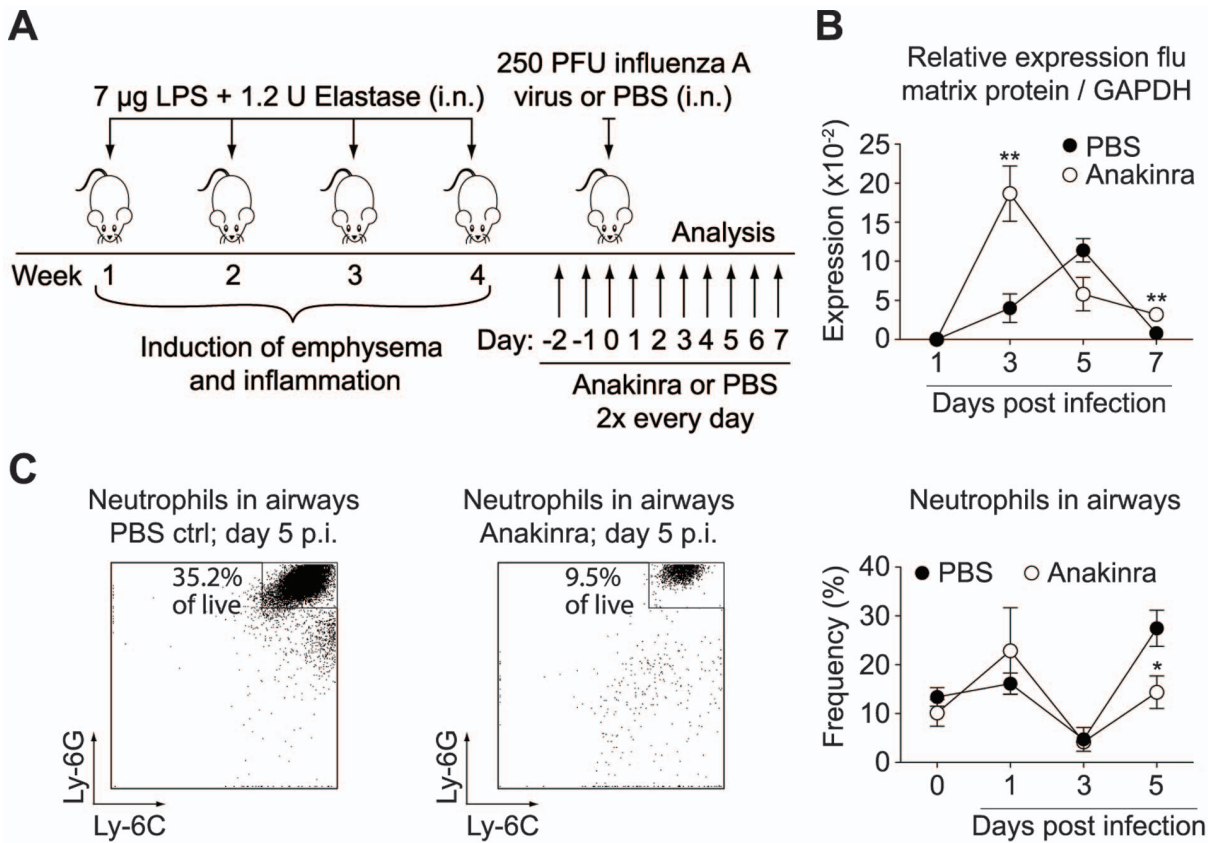 A
7 µg LPS + 1.2 U Elastase (i.n.)
250 PFU influenza A
virus or PBS (i.n.)
Analysis
Week 1 2 3 4
Induction of emphysema
and inflammation
Day: -2 -1 0 1 2 3 4 5 6 7
Anakinra or PBS
2x every day
B
Relative expression flu
matrix protein / GAPDH
Expression (x10⁻²)
25
20
15
10
5
0
PBS
Anakinra
**
**
1 3 5 7
Days post infection
C
Neutrophils in airways
PBS ctrl; day 5 p.i.
35.2%
of live
Ly-6G
Ly-6C
Neutrophils in airways
Anakinra; day 5 p.i.
9.5%
of live
Ly-6G
Ly-6C
Neutrophils in airways
Frequency (%)
40
30
20
10
0
PBS Anakinra
*
0 1 3 5
Days post infection